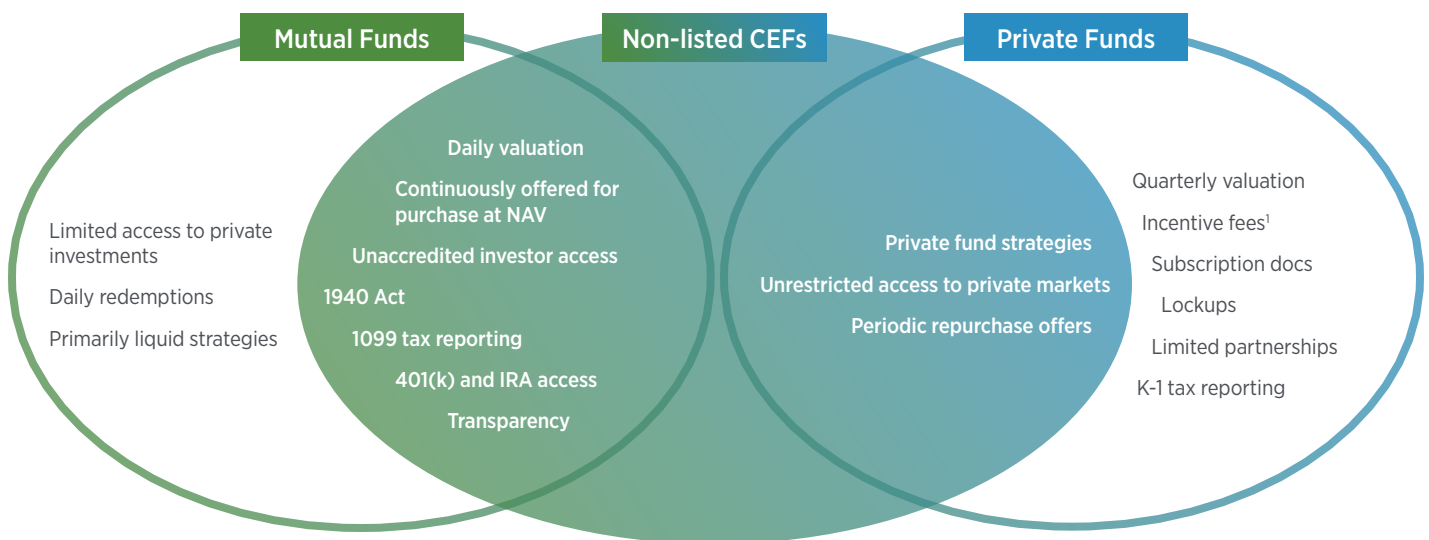 Mutual Funds
Non-listed CEFs
Private Funds
Limited access to private
investments
Daily redemptions
Primarily liquid strategies
Daily valuation
Continuously offered for
purchase at NAV
Unaccredited investor access
1940 Act
1099 tax reporting
401(k) and IRA access
Transparency
Private fund strategies
Unrestricted access to private markets
Periodic repurchase offers
Quarterly valuation
Incentive fees¹
Subscription docs
Lockups
Limited partnerships
K-1 tax reporting